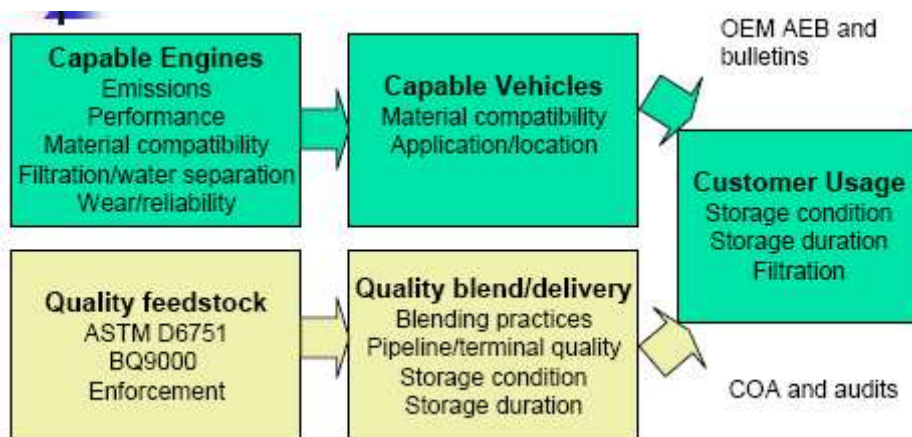 Capable Engines
Emissions
Performance
Material compatibility
Filtration/water separation
Wear/reliability
Capable Vehicles
Material compatibility
Application/location
OEM AEB and
bulletins
Customer Usage
Storage condition
Storage duration
Filtration
Quality feedstock
ASTM D6751
BQ9000
Enforcement
Quality blend/delivery
Blending practices
Pipeline/terminal quality
Storage condition
Storage duration
COA and audits